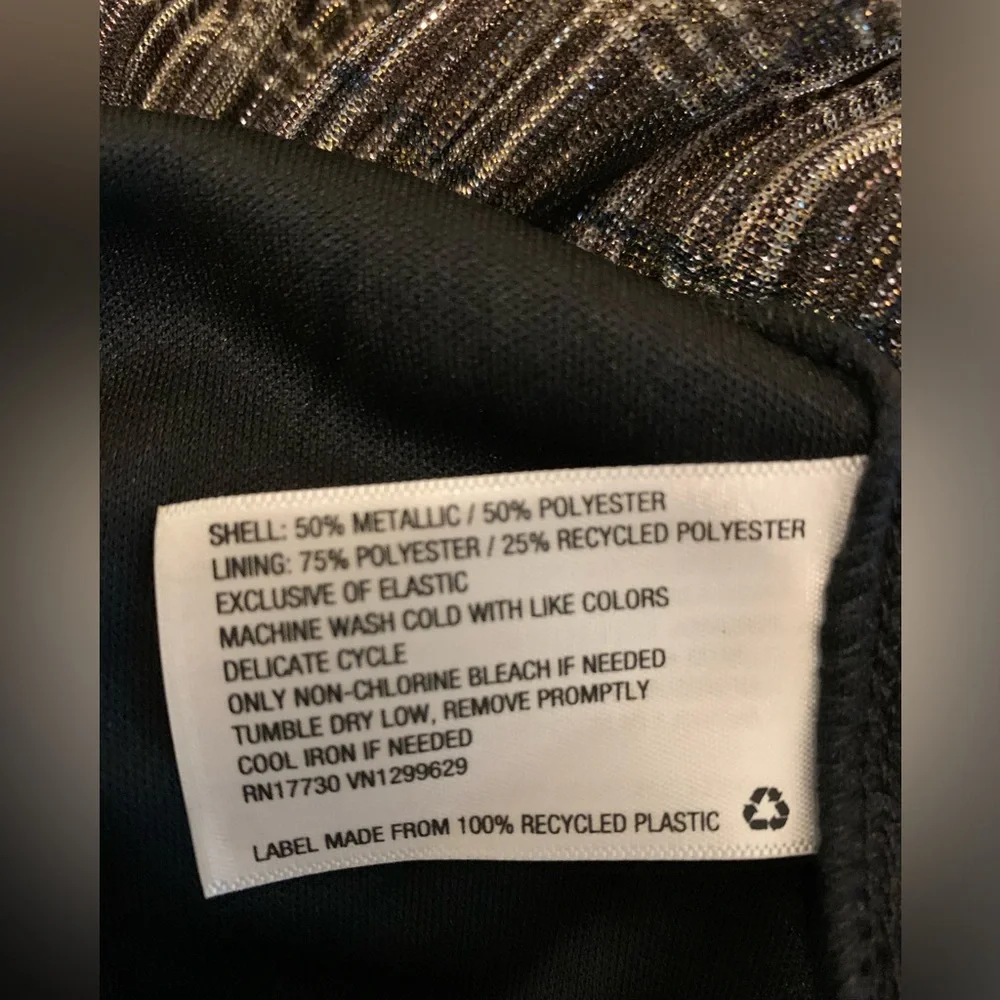 SHELL: 50% METALLIC / 50% POLYESTER
LINING: 75% POLYESTER / 25% RECYCLED POLYESTER
EXCLUSIVE OF ELASTIC
MACHINE WASH COLD WITH LIKE COLORS
DELICATE CYCLE
ONLY NON-CHLORINE BLEACH IF NEEDED
TUMBLE DRY LOW, REMOVE PROMPTLY
COOL IRON IF NEEDED
RN17730 VN1299629
LABEL MADE FROM 100% RECYCLED PLASTIC